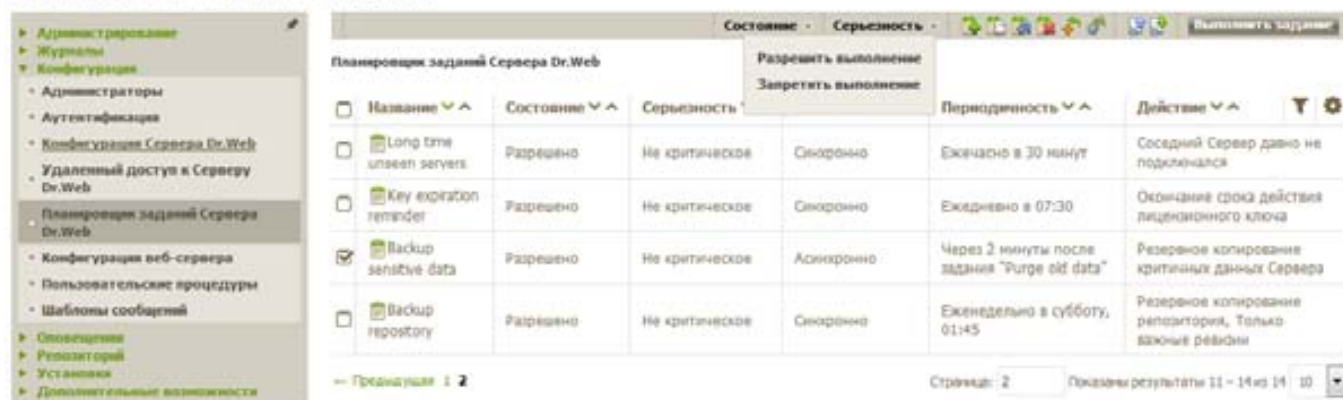 Администрирование
Журналы
Конфигурация
Администраторы
Аутентификация
Конфигурация Сервера Dr.Web
Удаленный доступ к Серверу
Dr.Web
Планировщик заданий Сервера
Dr.Web
Конфигурация веб-сервера
Пользовательские процедуры
Шаблоны сообщений
Оповещения
Репозиторий
Установки
Дополнительные возможности
Состояние Серьезность Выполнить задание
Разрешить выполнение
Запретить выполнение
Планировщик заданий Сервера Dr.Web
Название Состояние Серьезность Периодичность Действие
Long time
unseen servers
Разрешено Не критическое Синхронно Ежечасно в 30 минут
Соседний Сервер давно не
подключался
Key expiration
reminder
Разрешено Не критическое Синхронно Ежедневно в 07:30
Окончание срока действия
лицензионного ключа
Backup
sensitive data
Разрешено Не критическое Асинхронно
Через 2 минуты после
задания "Purge old data"
Резервное копирование
критичных данных Сервера
Backup
repository
Разрешено Не критическое Синхронно
Еженедельно в субботу,
01:45
Резервное копирование
репозитория, Только
важные ревизии
← Предыдущая 1 2 Страница: 2 Показаны результаты 11 – 14 из 14 10